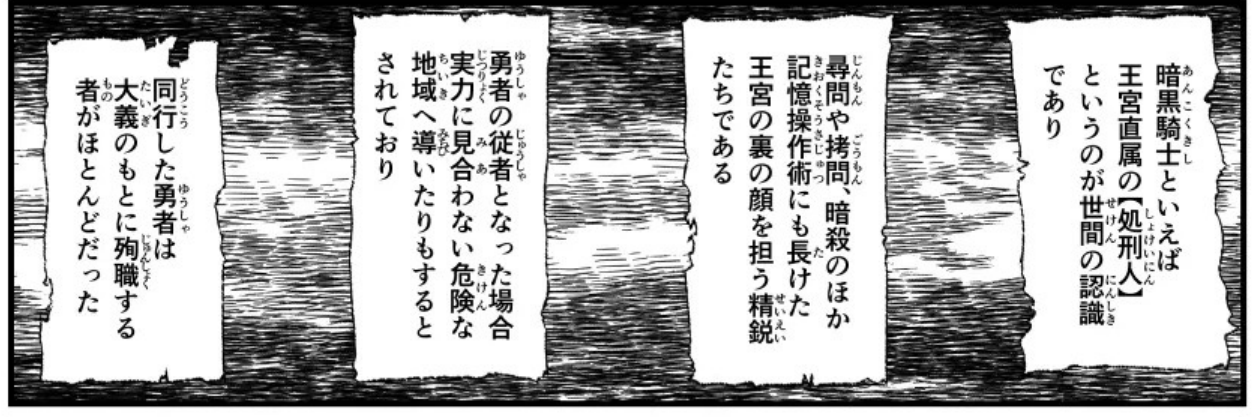 暗黒騎士といえば
王宮直属の【処刑人】
というのが世間の認識
であり
尋問や拷問、暗殺のほか
記憶操作術にも長けた
王宮の裏の顔を担う精鋭
たちである
勇者の従者となった場合
実力に見合わない危険な
地域へ導いたりもすると
されており
同行した勇者は
大義のもとに殉職する
者がほとんどだった